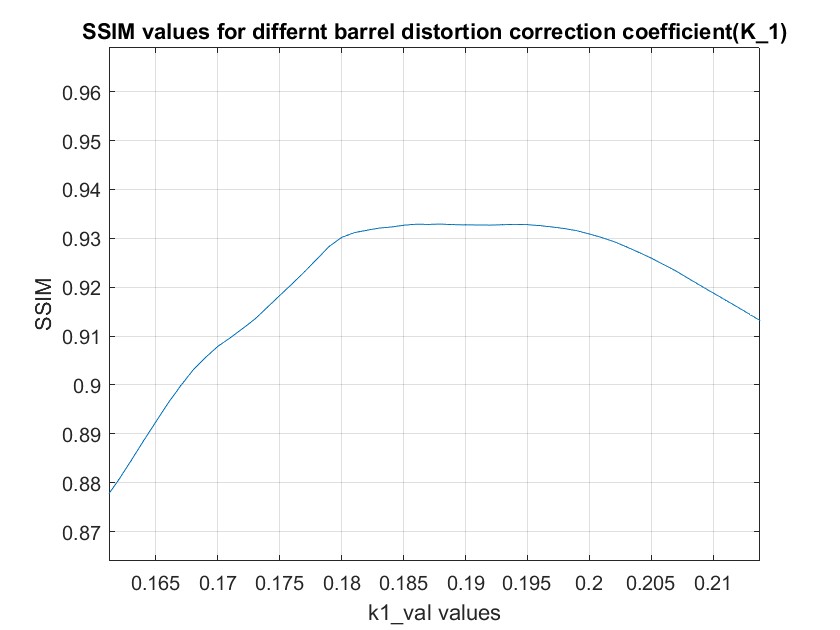 SSIM values for differnt barrel distortion correction coefficient(K_1)
0.96
0.95
0.94
0.93
0.92
0.91
0.9
0.89
0.88
0.87
SSIM
0.165 0.17 0.175 0.18 0.185 0.19 0.195 0.2 0.205 0.21
k1_val values